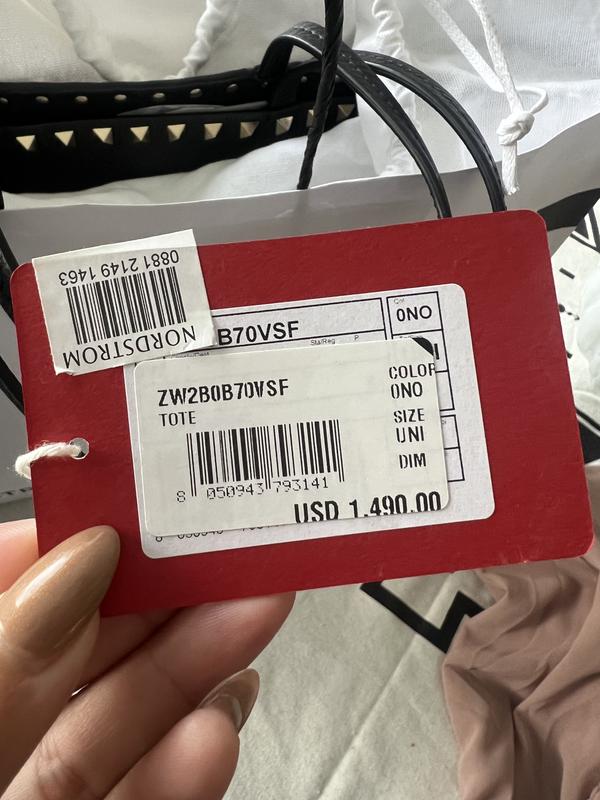 0881 2149 1463
NORDSTROM
B70VSF
0NO
ZW2B0B70VSF
TOTE
COLOR
0NO
SIZE
UNI
DIM
8 050943 793141
USD 1,490.00